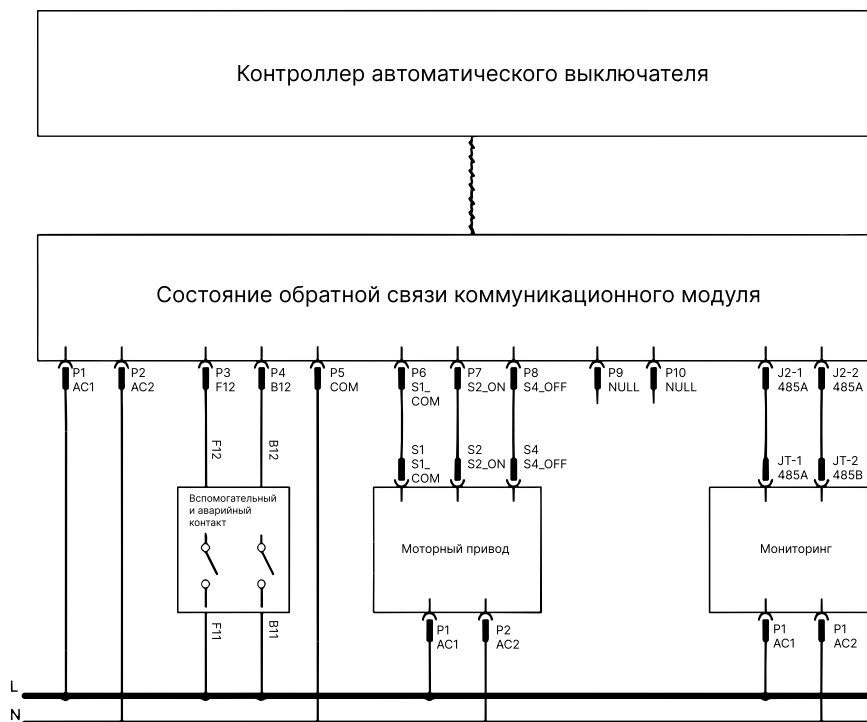 Контроллер автоматического выключателя
Состояние обратной связи коммуникационного модуля
P1
AC1
P2
AC2
P3
F12
P4
B12
P5
COM
P6
S1_
COM
P7
S2_ON
P8
S4_OFF
P9
NULL
P10
NULL
J2-1
485A
J2-2
485A
F12
B12
S1
S1_
COM
S2
S2_ON
S4
S4_OFF
JT-1
485A
JT-2
485B
Вспомогательный
и аварийный
контакт
Моторный привод
Мониторинг
F11
B11
P1
AC1
P2
AC2
P1
AC1
P1
AC2
L
N